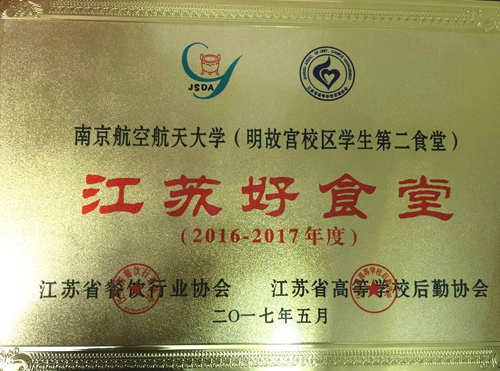 JSDA
南京航空航天大学（明故宫校区学生第二食堂）
江苏好食堂
(2016-2017年度)
江苏省餐饮行业协会 江苏省高等学校后勤协会
二〇一七年五月